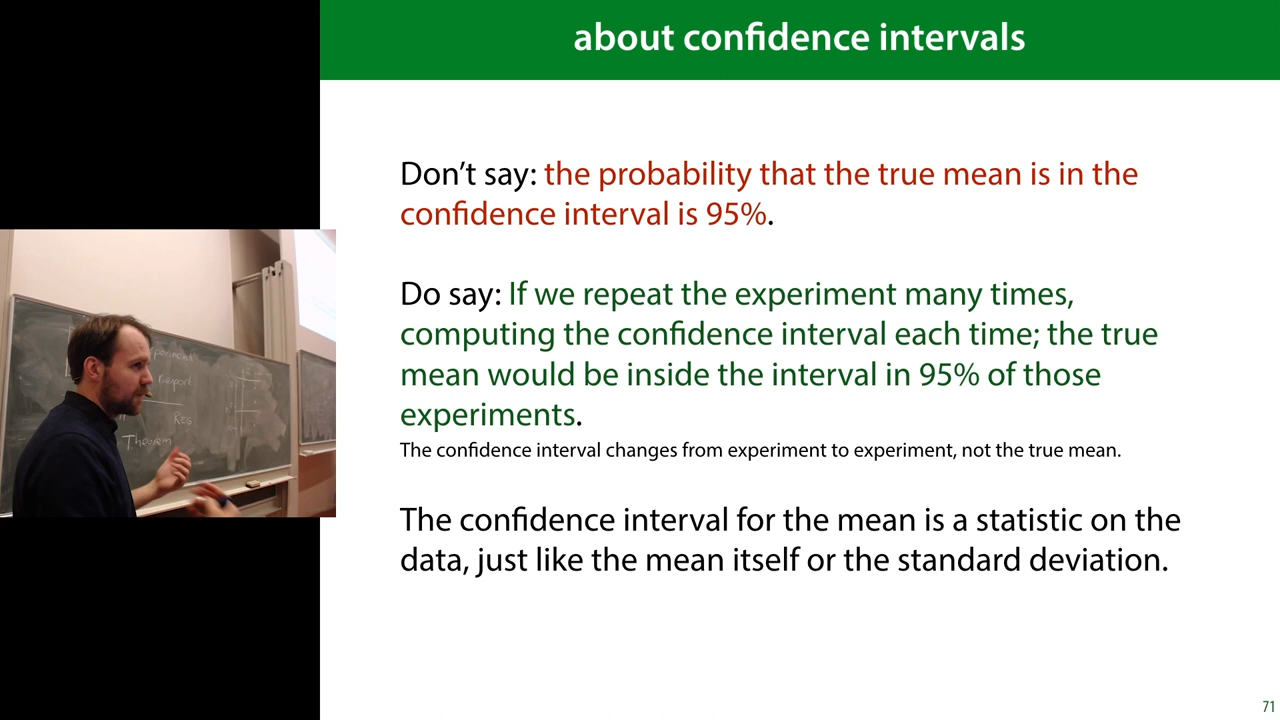 about confidence intervals
Don’t say: the probability that the true mean is in the
confidence interval is 95%.
Do say: If we repeat the experiment many times,
computing the confidence interval each time; the true
mean would be inside the interval in 95% of those
experiments.
The confidence interval changes from experiment to experiment, not the true mean.
The confidence interval for the mean is a statistic on the
data, just like the mean itself or the standard deviation.
Theorem
71